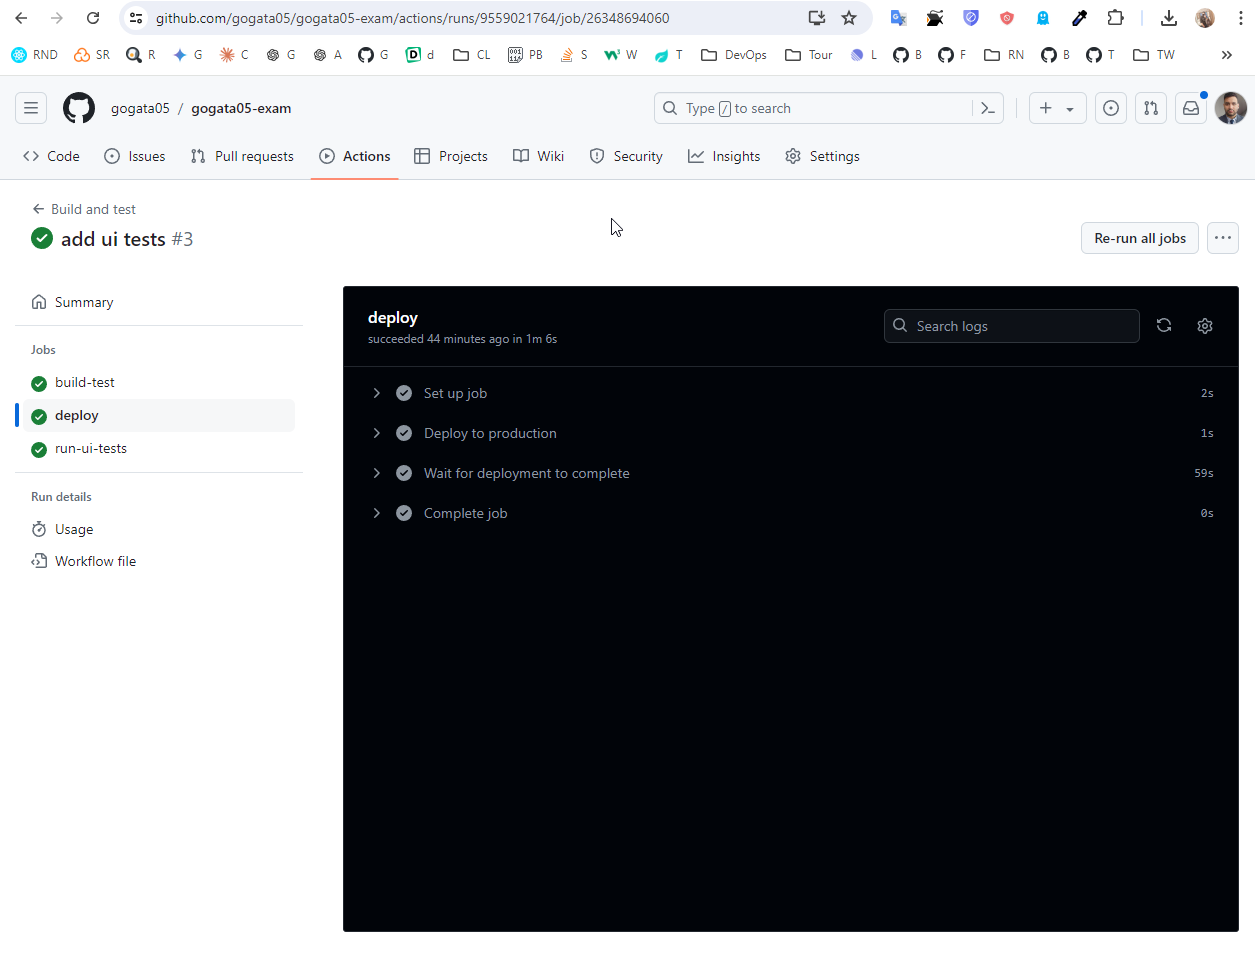 github.com/gogata05/gogata05-exam/actions/runs/9559021764/job/26348694060
RND SR R G C G A G d CL PB S W T DevOps Tour L B F RN B T TW »
gogata05 / gogata05-exam
Type / to search
Code Issues Pull requests Actions Projects Wiki Security Insights Settings
← Build and test
add ui tests #3
Re-run all jobs
Summary
Jobs
build-test
deploy
run-ui-tests
Run details
Usage
Workflow file
deploy
succeeded 44 minutes ago in 1m 6s
Search logs
Set up job 2s
Deploy to production 1s
Wait for deployment to complete 59s
Complete job 0s